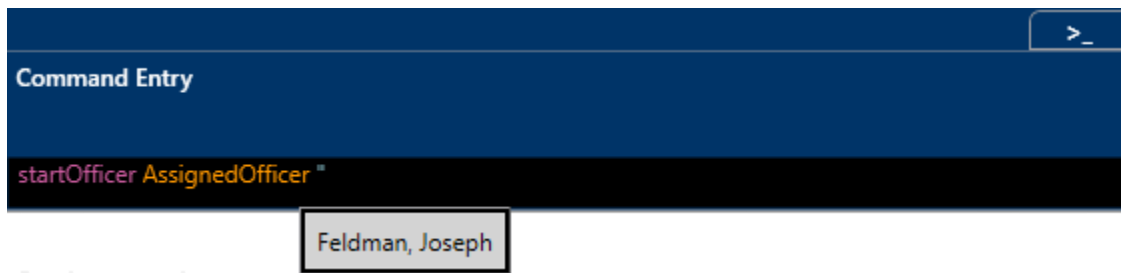 >_
Command Entry
startOfficer AssignedOfficer "
Feldman, Joseph